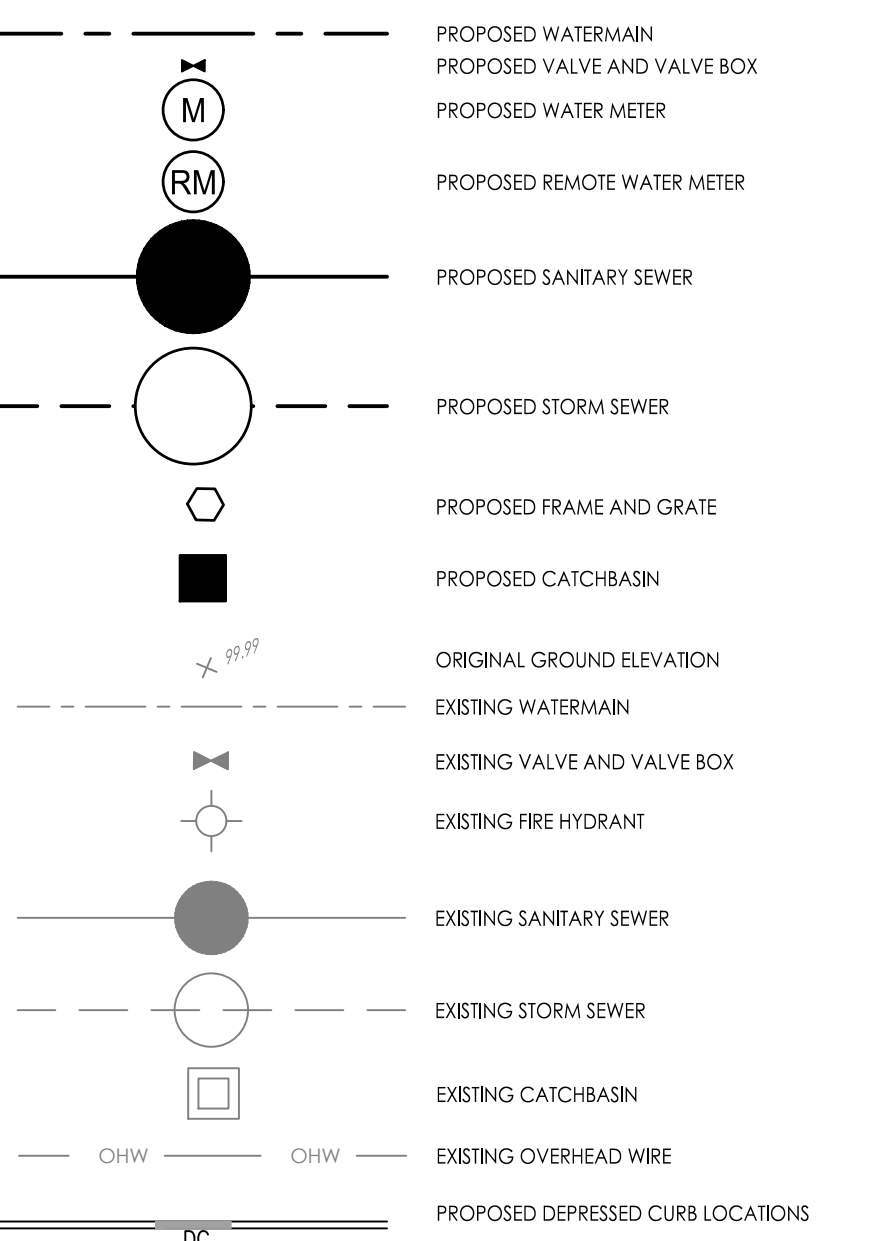 PROPOSED WATERMAIN
PROPOSED VALVE AND VALVE BOX
M PROPOSED WATER METER
RM PROPOSED REMOTE WATER METER
PROPOSED SANITARY SEWER
PROPOSED STORM SEWER
PROPOSED FRAME AND GRATE
PROPOSED CATCHBASIN
99.99 ORIGINAL GROUND ELEVATION
EXISTING WATERMAIN
EXISTING VALVE AND VALVE BOX
EXISTING FIRE HYDRANT
EXISTING SANITARY SEWER
EXISTING STORM SEWER
EXISTING CATCHBASIN
OHW OHW EXISTING OVERHEAD WIRE
PROPOSED DEPRESSED CURB LOCATIONS
DC